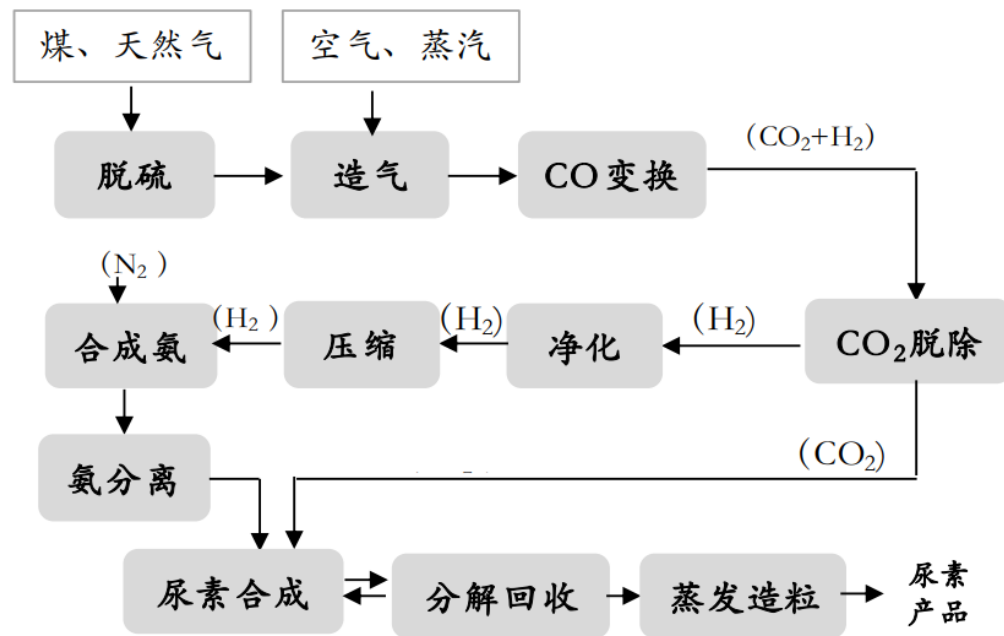 煤、天然气
空气、蒸汽
脱硫
造气
CO变换
(CO₂+H₂)
(N₂)
合成氨
(H₂)
压缩
(H₂)
净化
(H₂)
CO₂脱除
氨分离
(CO₂)
尿素合成
分解回收
蒸发造粒
尿素
产品